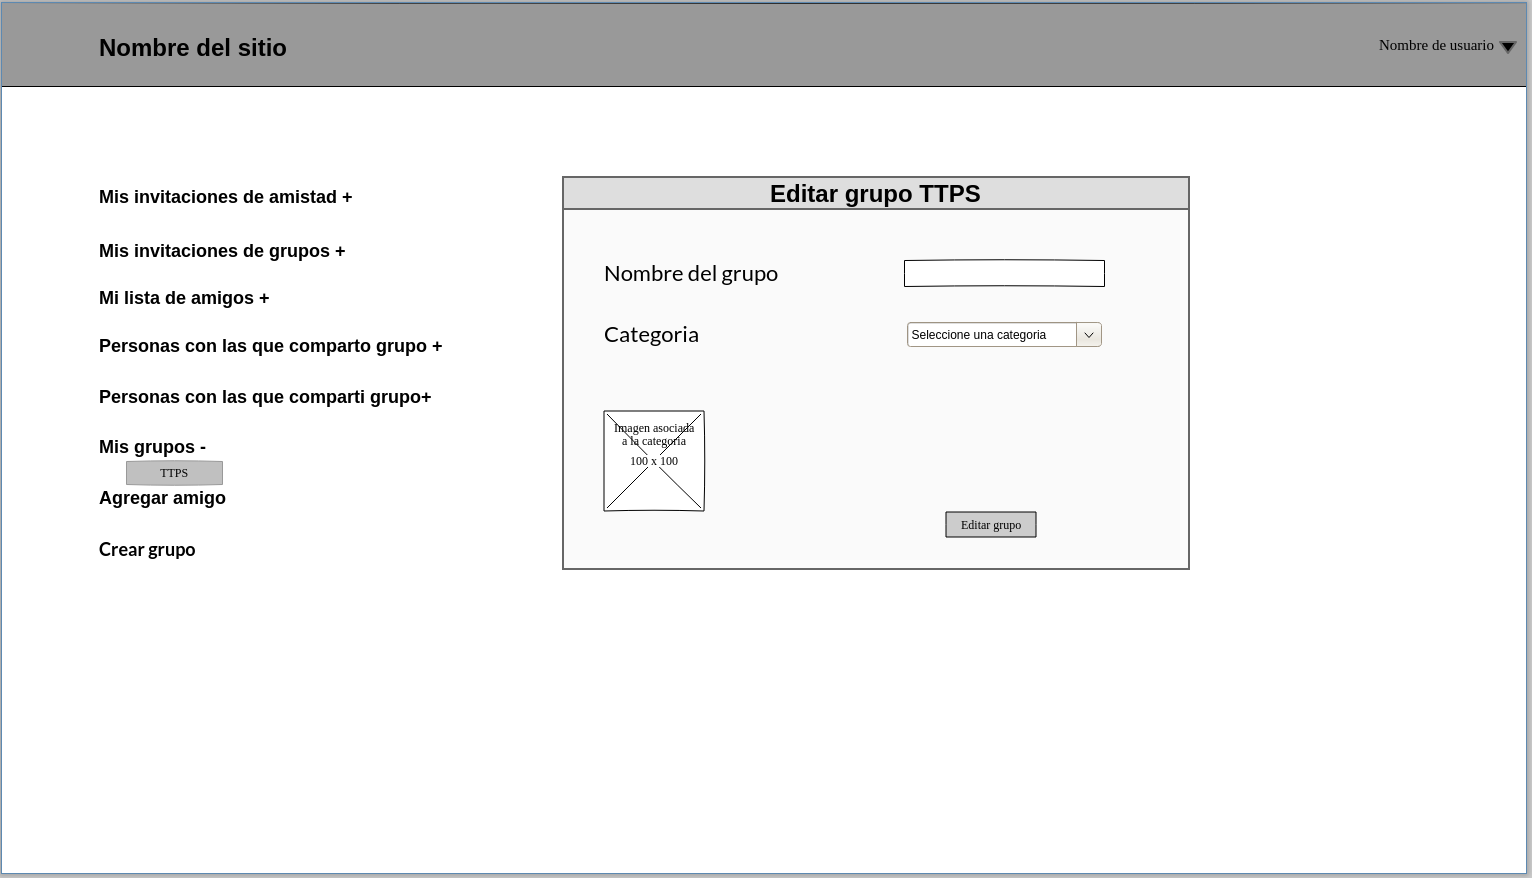 Nombre del sitio
Nombre de usuario
Mis invitaciones de amistad +
Mis invitaciones de grupos +
Mi lista de amigos +
Personas con las que comparto grupo +
Personas con las que comparti grupo+
Mis grupos -
TTPS
Agregar amigo
Crear grupo
Editar grupo TTPS
Nombre del grupo
Categoria
Seleccione una categoria
Imagen asociada
a la categoria
100 x 100
Editar grupo